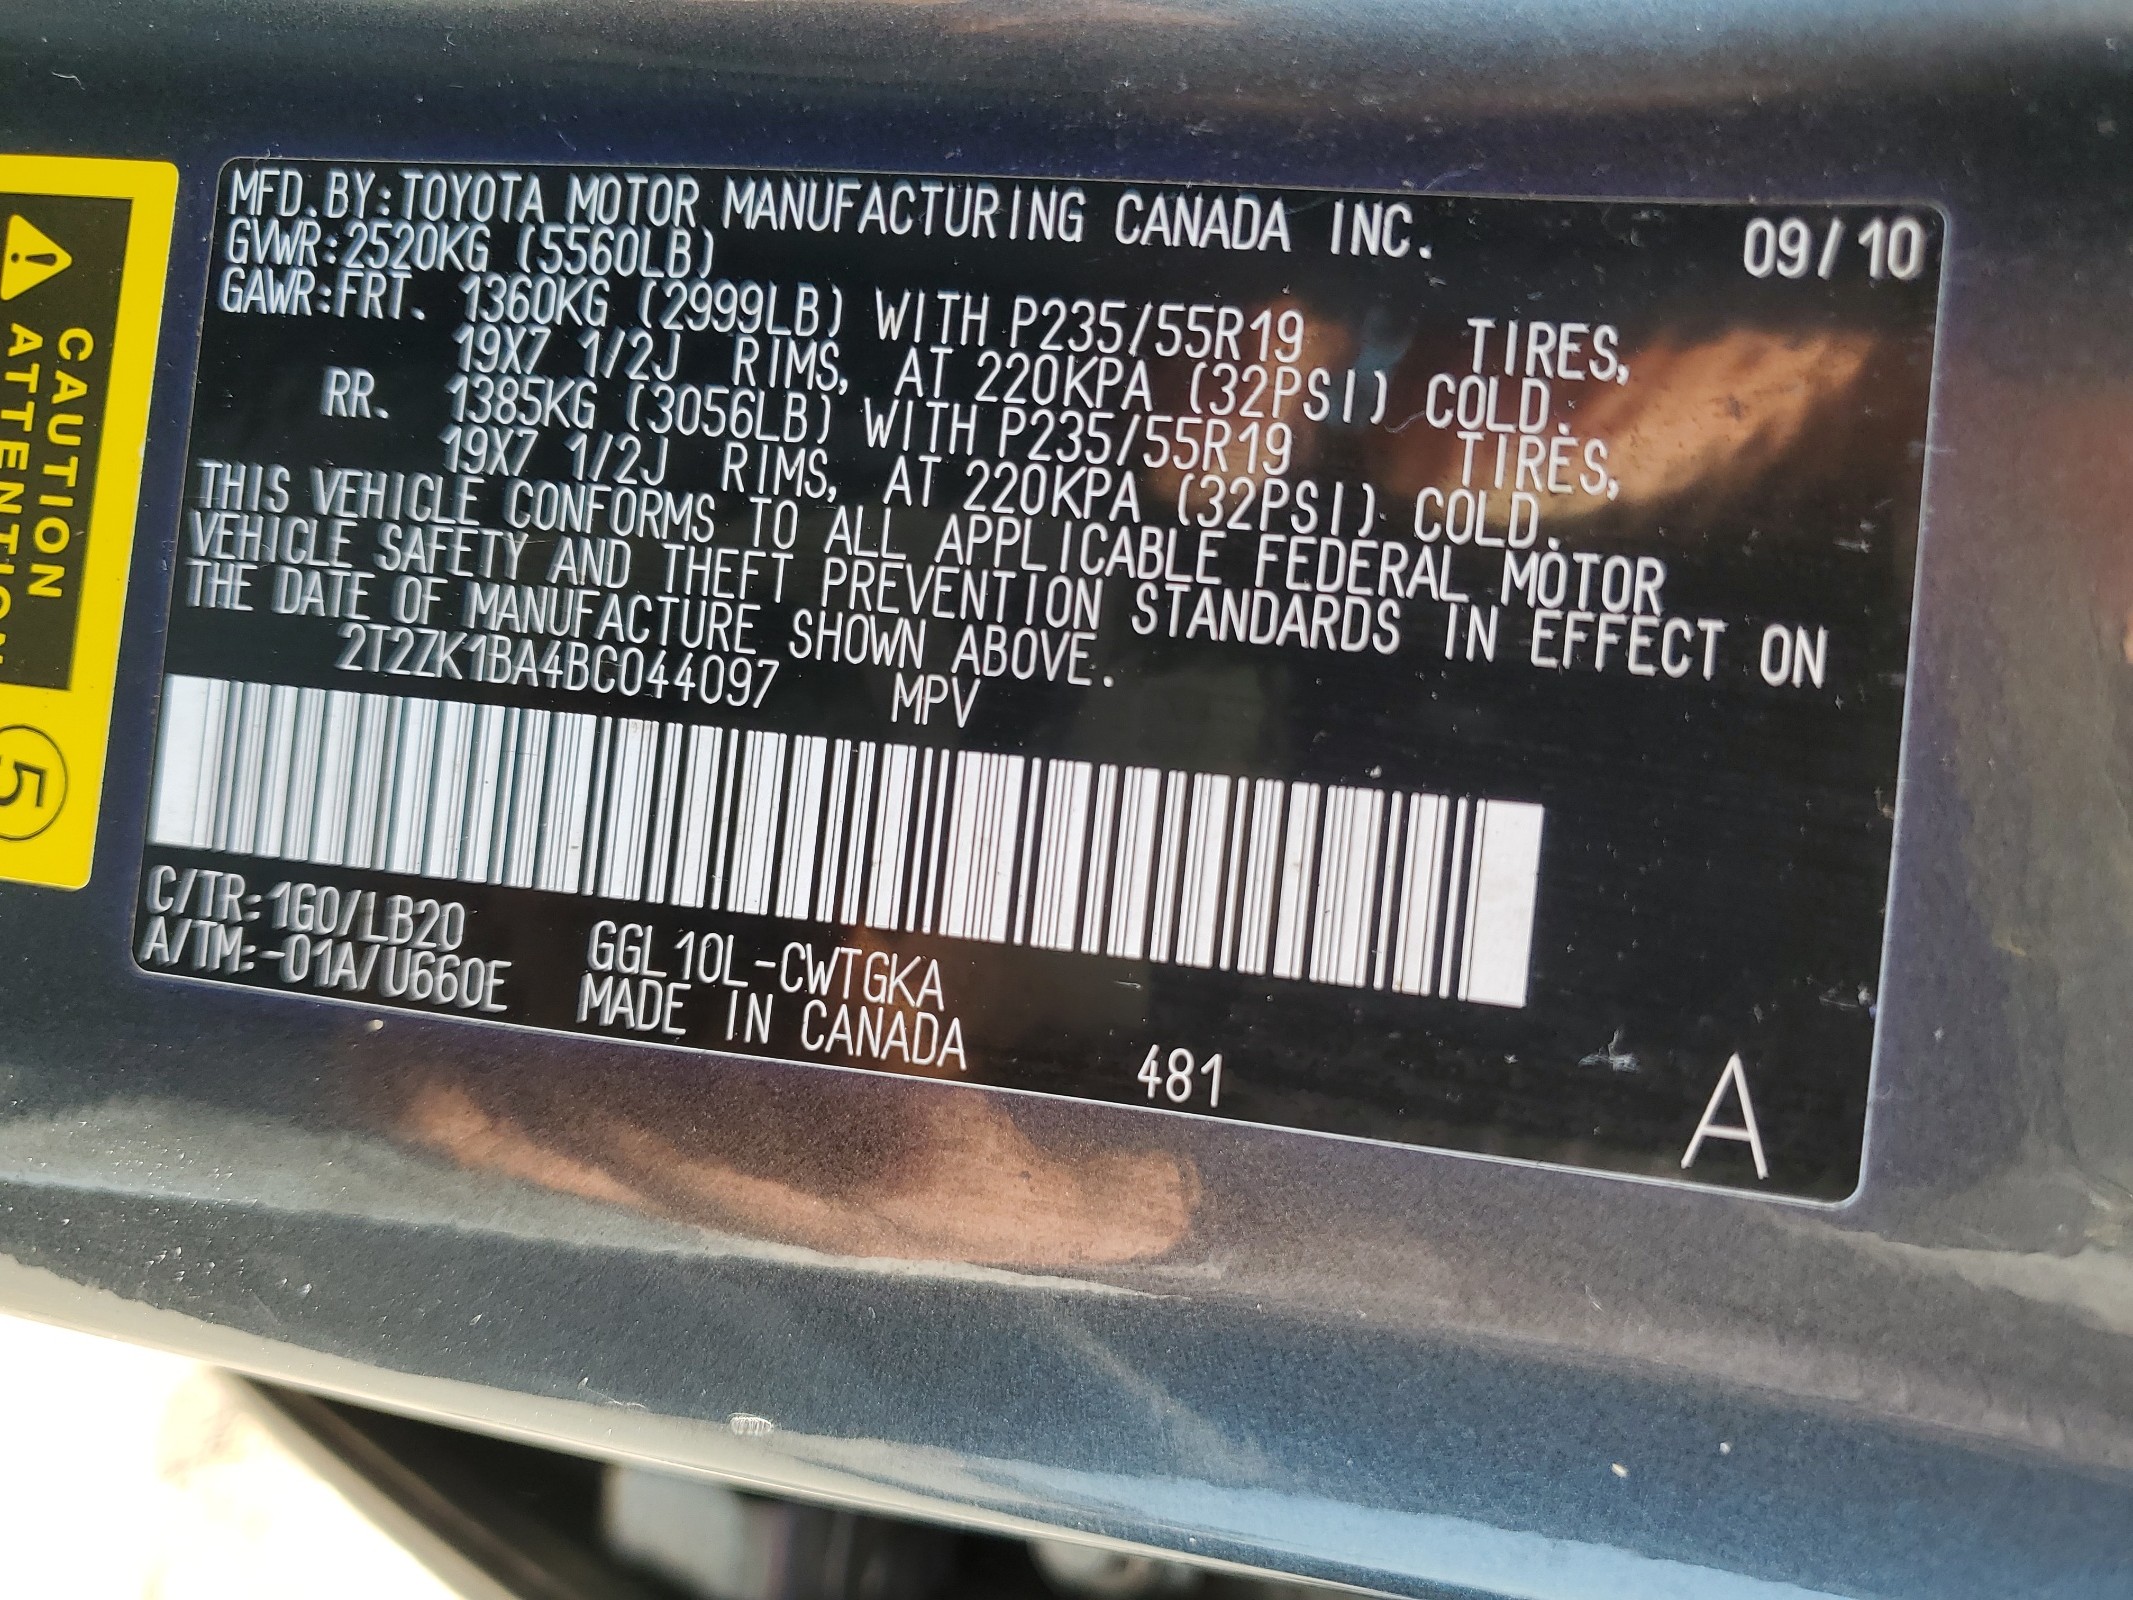 MFD. BY:TOYOTA MOTOR MANUFACTURING CANADA INC. 09/10
GVWR:2520KG (5560LB)
GAWR:FRT. 1360KG (2999LB) WITH P235/55R19 TIRES,
19X7 1/2J RIMS, AT 220KPA (32PSI) COLD.
RR. 1385KG (3056LB) WITH P235/55R19 TIRES,
19X7 1/2J RIMS, AT 220KPA (32PSI) COLD.
THIS VEHICLE CONFORMS TO ALL APPLICABLE FEDERAL MOTOR
VEHICLE SAFETY AND THEFT PREVENTION STANDARDS IN EFFECT ON
THE DATE OF MANUFACTURE SHOWN ABOVE.
2T2ZK1BA4BC044097 MPV
C/TR:1G0/LB20 GGL10L-CWTGKA
A/TM:-01A/U660E MADE IN CANADA 481
A
CAUTION
ATTENTION
5